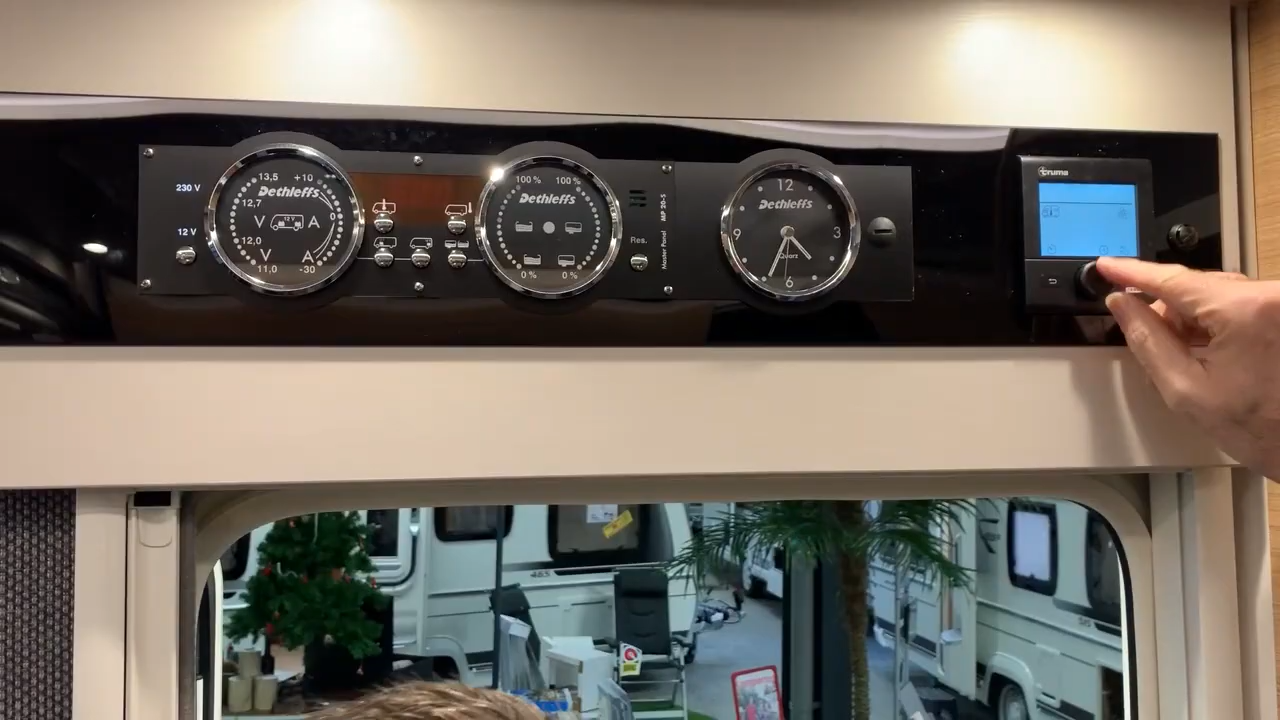 230 V
12 V
13,5 +10
Dethleffs
12,7
0
V 12 V A
12,0
V A
11,0 -30
100 % 100 %
Dethleffs
0 % 0 %
Res.
Master Panel MP 20-S
12
Dethleffs
9 3
Quarz
6
truma